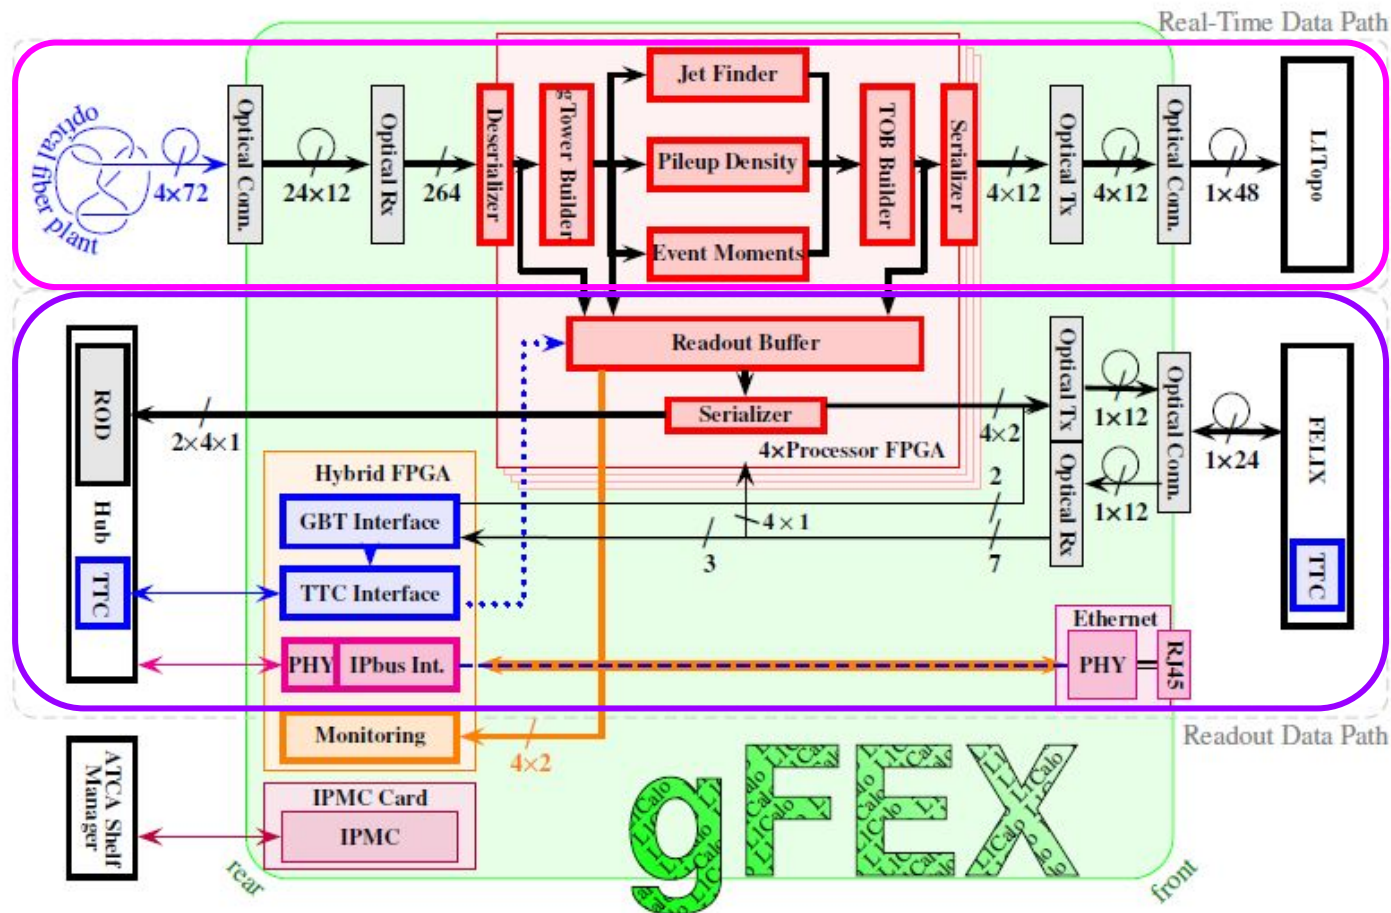 Real-Time Data Path
optical fiber plant
4×72
Optical Conn.
24×12
Optical Rx
264
Deserializer
gTower Builder
Jet Finder
Pileup Density
Event Moments
TOB Builder
Serializer
4×12
Optical Tx
4×12
Optical Conn.
1×48
L1Topo
Readout Buffer
Serializer
4×Processor FPGA
ROD
Hub
TTC
2×4×1
Hybrid FPGA
GBT Interface
TTC Interface
PHY
IPbus Int.
Monitoring
4×2
4×2
2
4 × 1
3
7
Optical Tx
Optical Rx
1×12
1×12
Optical Conn.
1×24
FELIX
TTC
Ethernet
PHY
RJ45
Readout Data Path
ATCA Shelf
Manager
IPMC Card
IPMC
rear
front
gFEX
L1Calo